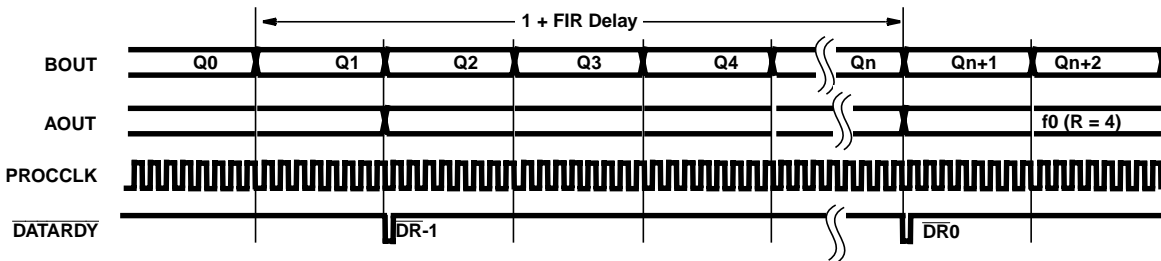 1 + FIR Delay
BOUT Q0 Q1 Q2 Q3 Q4 Qn Qn+1 Qn+2
AOUT f0 (R = 4)
PROCCLK
DATARDY DR-1 DR0